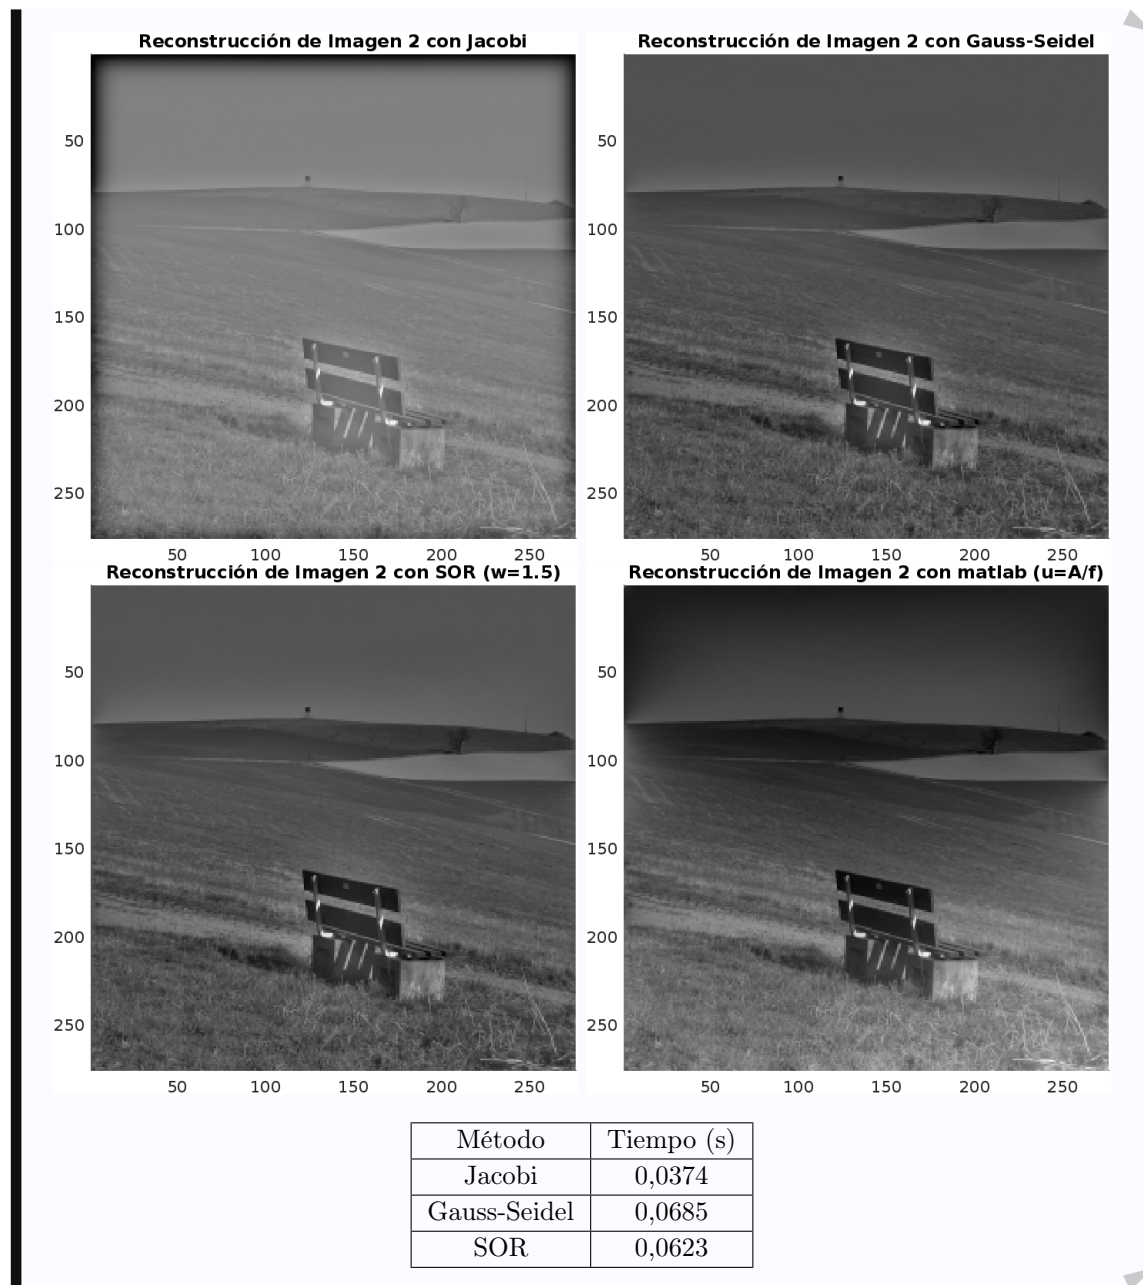 Reconstrucción de Imagen 2 con Jacobi
50
100
150
200
250
50 100 150 200 250
Reconstrucción de Imagen 2 con Gauss-Seidel
50
100
150
200
250
50 100 150 200 250
Reconstrucción de Imagen 2 con SOR (w=1.5)
50
100
150
200
250
50 100 150 200 250
Reconstrucción de Imagen 2 con matlab (u=A/f)
50
100
150
200
250
50 100 150 200 250
Método Tiempo (s)
Jacobi 0,0374
Gauss-Seidel 0,0685
SOR 0,0623